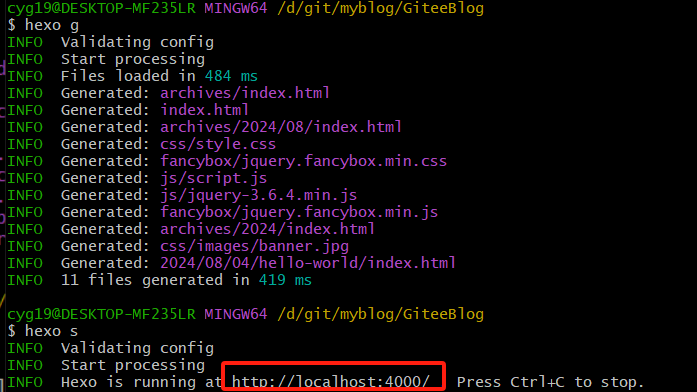 cyg19@DESKTOP-MF235LR MINGW64 /d/git/myblog/GiteeBlog
$ hexo g
INFO  Validating config
INFO  Start processing
INFO  Files loaded in 484 ms
INFO  Generated: archives/index.html
INFO  Generated: index.html
INFO  Generated: archives/2024/08/index.html
INFO  Generated: css/style.css
INFO  Generated: fancybox/jquery.fancybox.min.css
INFO  Generated: js/script.js
INFO  Generated: js/jquery-3.6.4.min.js
INFO  Generated: fancybox/jquery.fancybox.min.js
INFO  Generated: archives/2024/index.html
INFO  Generated: css/images/banner.jpg
INFO  Generated: 2024/08/04/hello-world/index.html
INFO  11 files generated in 419 ms
cyg19@DESKTOP-MF235LR MINGW64 /d/git/myblog/GiteeBlog
$ hexo s
INFO  Validating config
INFO  Start processing
INFO  Hexo is running at http://localhost:4000/ . Press Ctrl+C to stop.